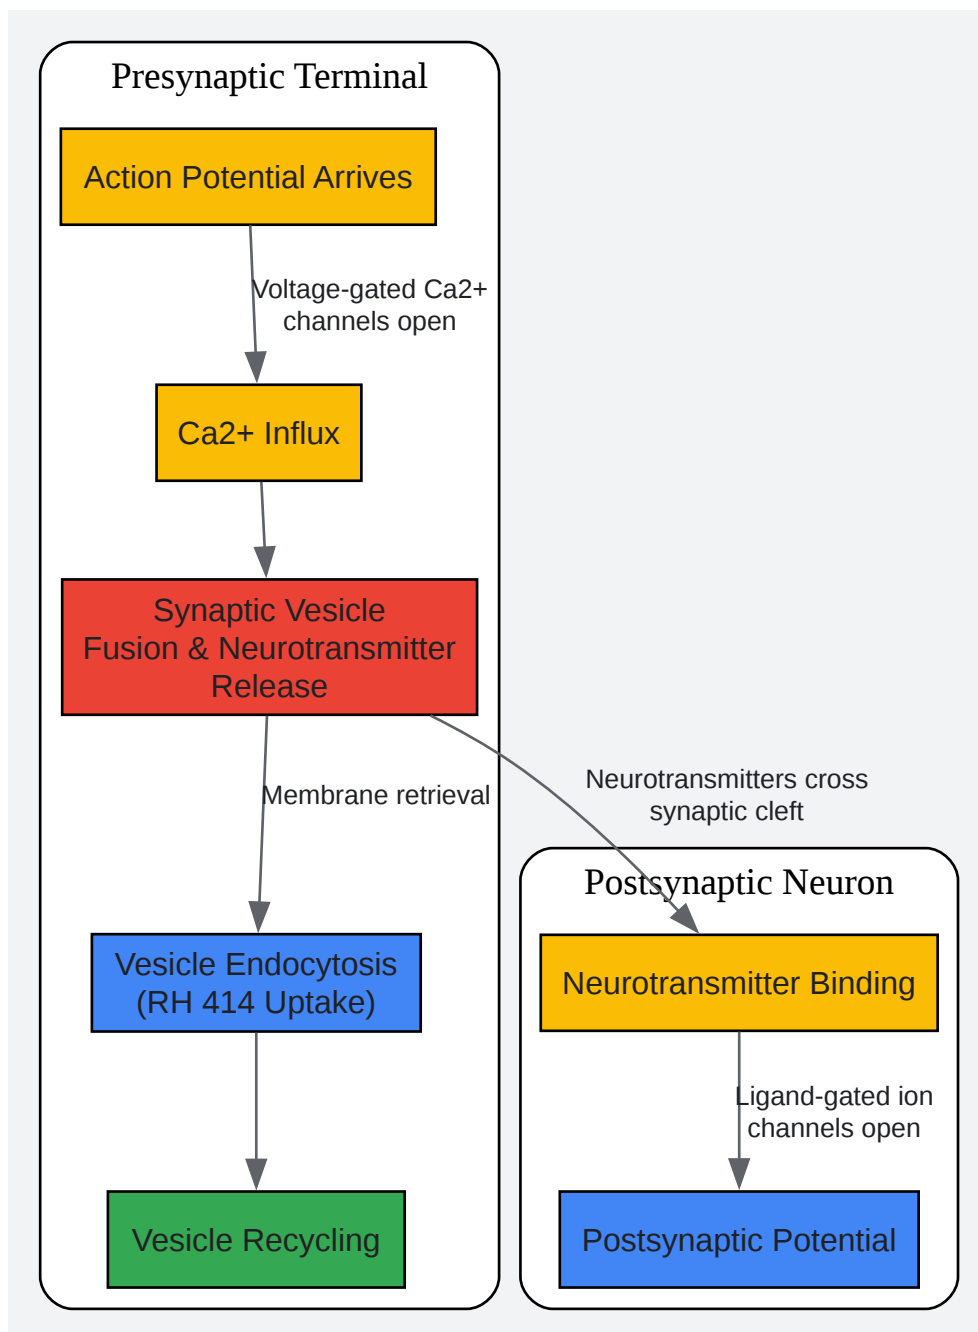 Presynaptic Terminal
Action Potential Arrives
Voltage-gated Ca2+
channels open
Ca2+ Influx
Synaptic Vesicle
Fusion & Neurotransmitter
Release
Membrane retrieval
Neurotransmitters cross
synaptic cleft
Vesicle Endocytosis
(RH 414 Uptake)
Vesicle Recycling
Postsynaptic Neuron
Neurotransmitter Binding
Ligand-gated ion
channels open
Postsynaptic Potential